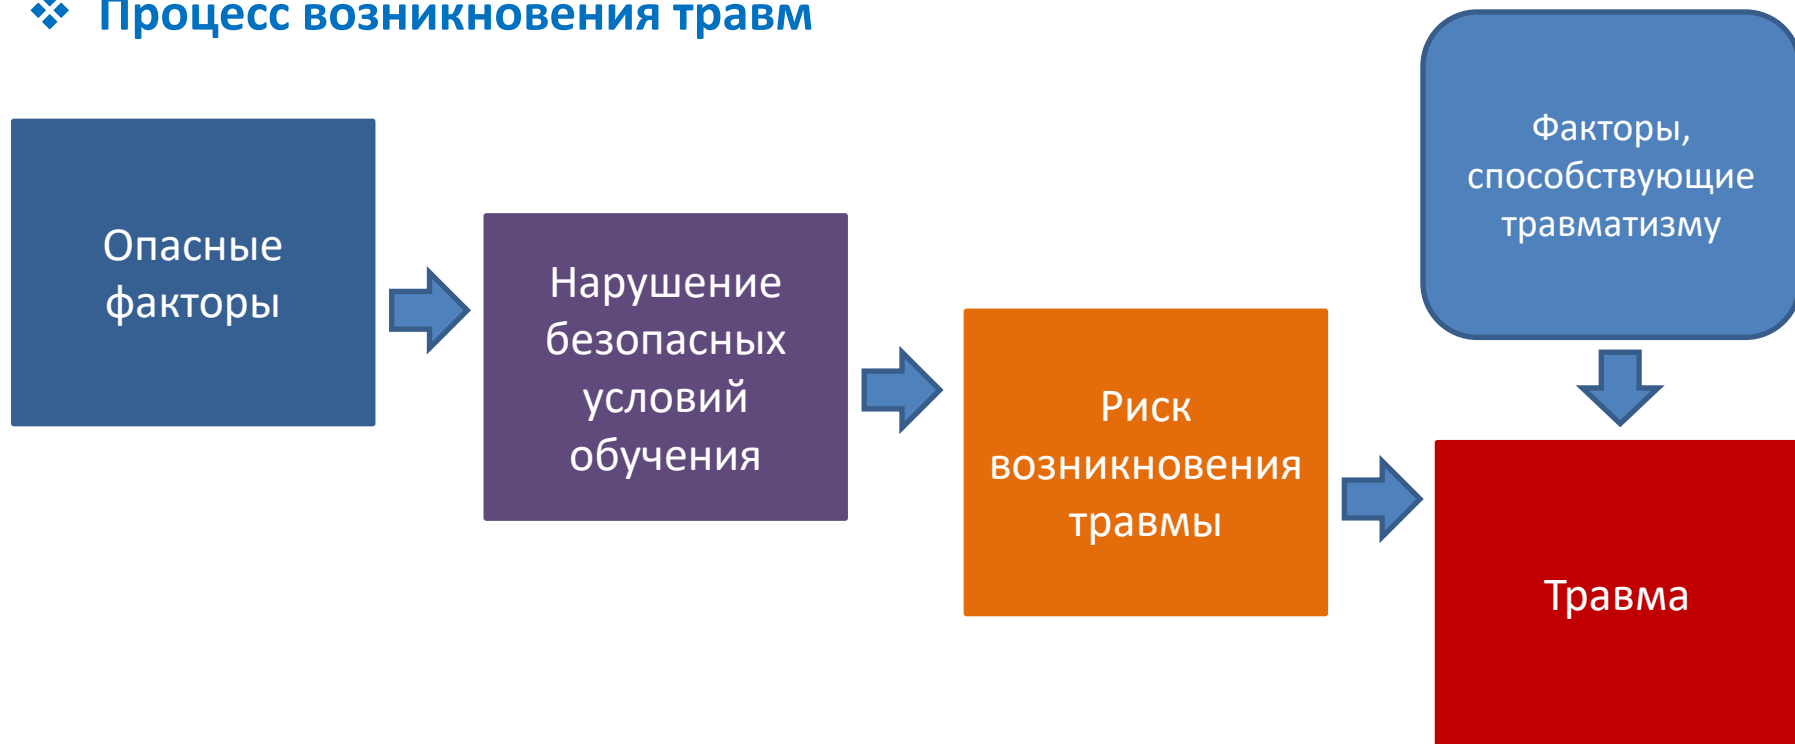 Процесс возникновения травм
Опасные
факторы
Нарушение
безопасных
условий
обучения
Риск
возникновения
травмы
Факторы,
способствующие
травматизму
Травма